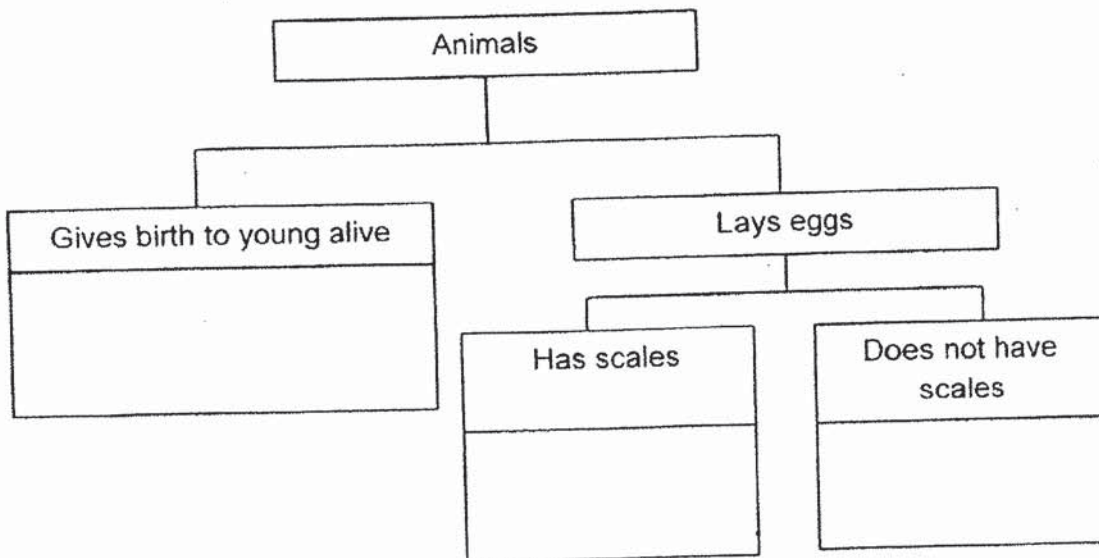 Animals
Gives birth to young alive
Lays eggs
Has scales
Does not have
scales